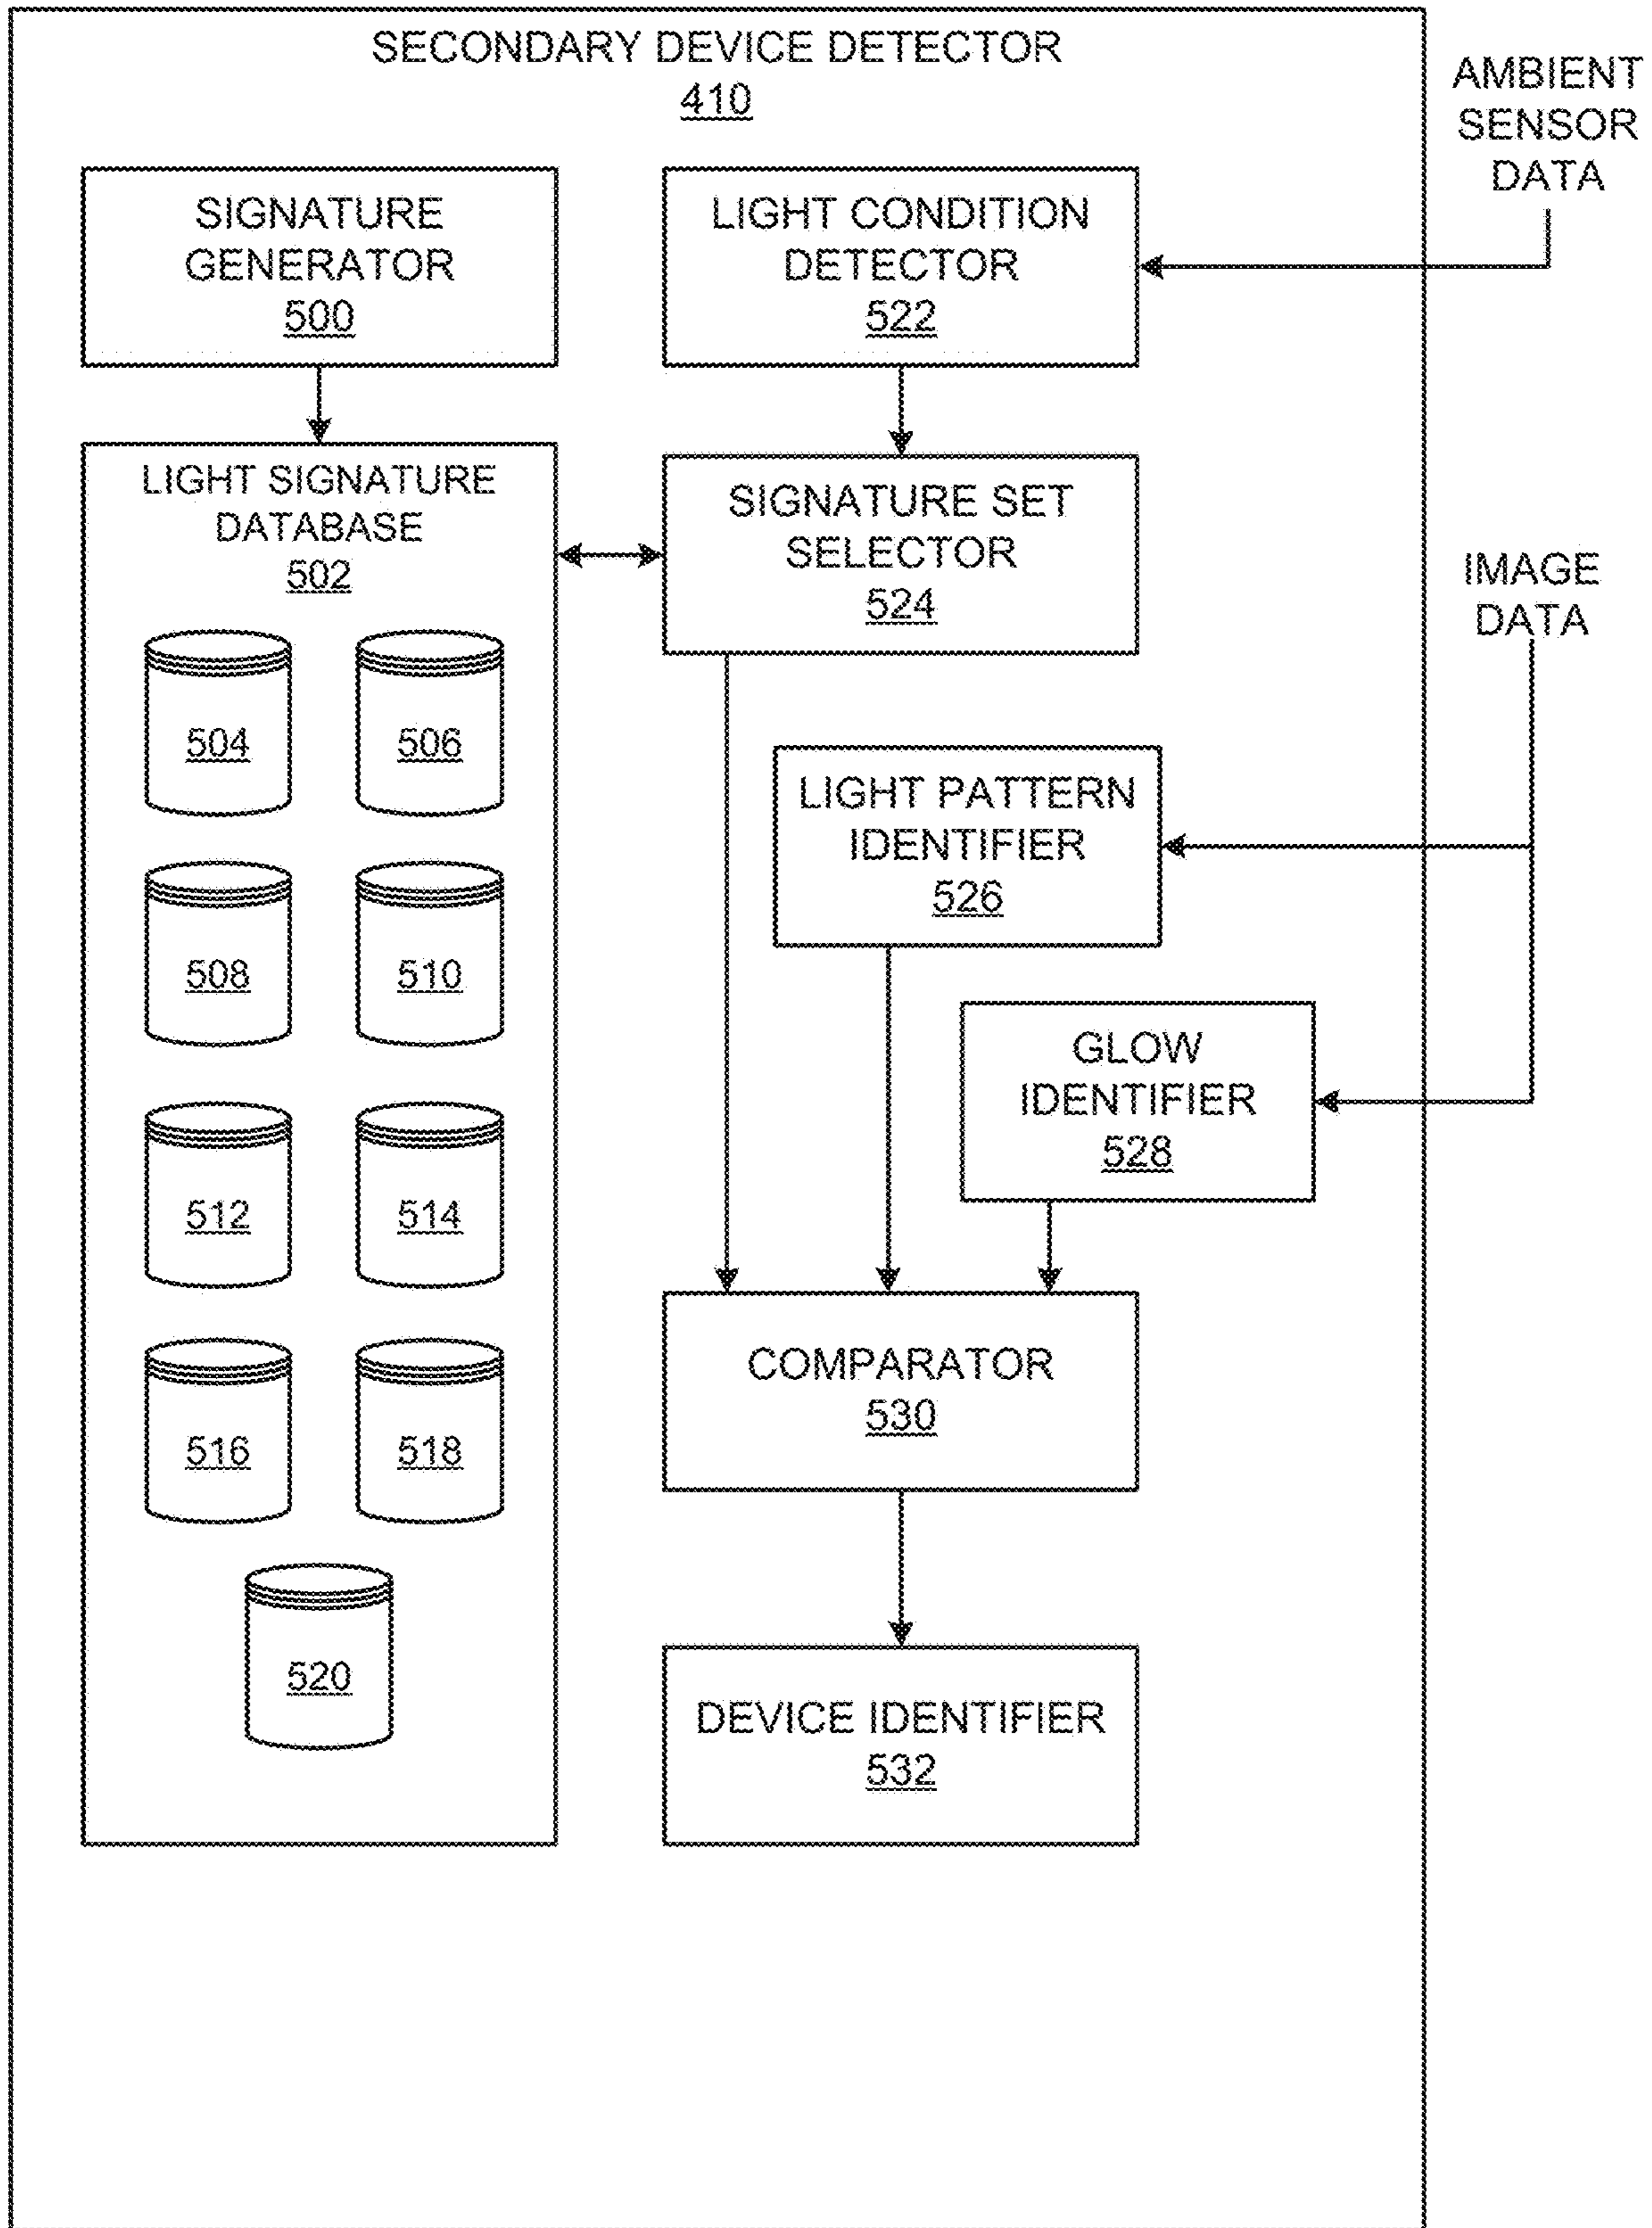 SECONDARY DEVICE DETECTOR
410
AMBIENT
SENSOR
DATA
SIGNATURE
GENERATOR
500
LIGHT CONDITION
DETECTOR
522
LIGHT SIGNATURE
DATABASE
502
SIGNATURE SET
SELECTOR
524
IMAGE
DATA
504
506
508
510
512
514
516
518
520
LIGHT PATTERN
IDENTIFIER
526
GLOW
IDENTIFIER
528
COMPARATOR
530
DEVICE IDENTIFIER
532